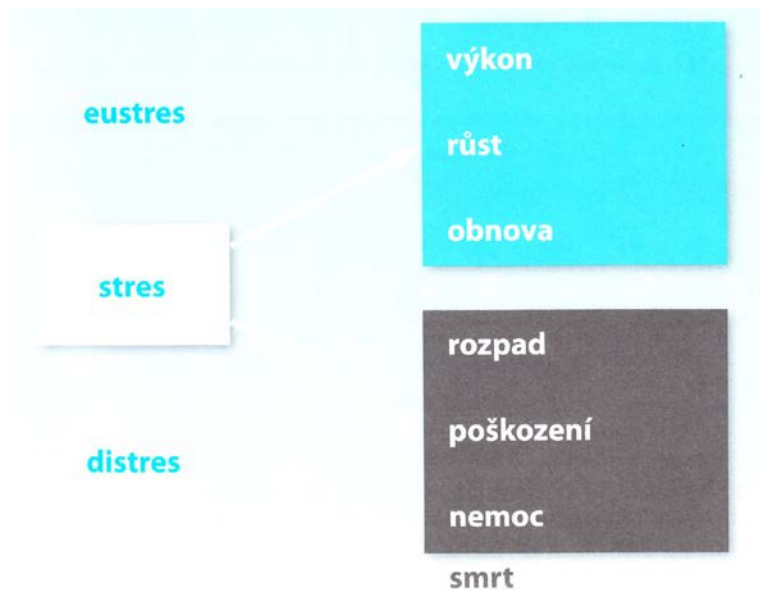 eustres
stres
distres
výkon
růst
obnova
rozpad
poškození
nemoc
smrt